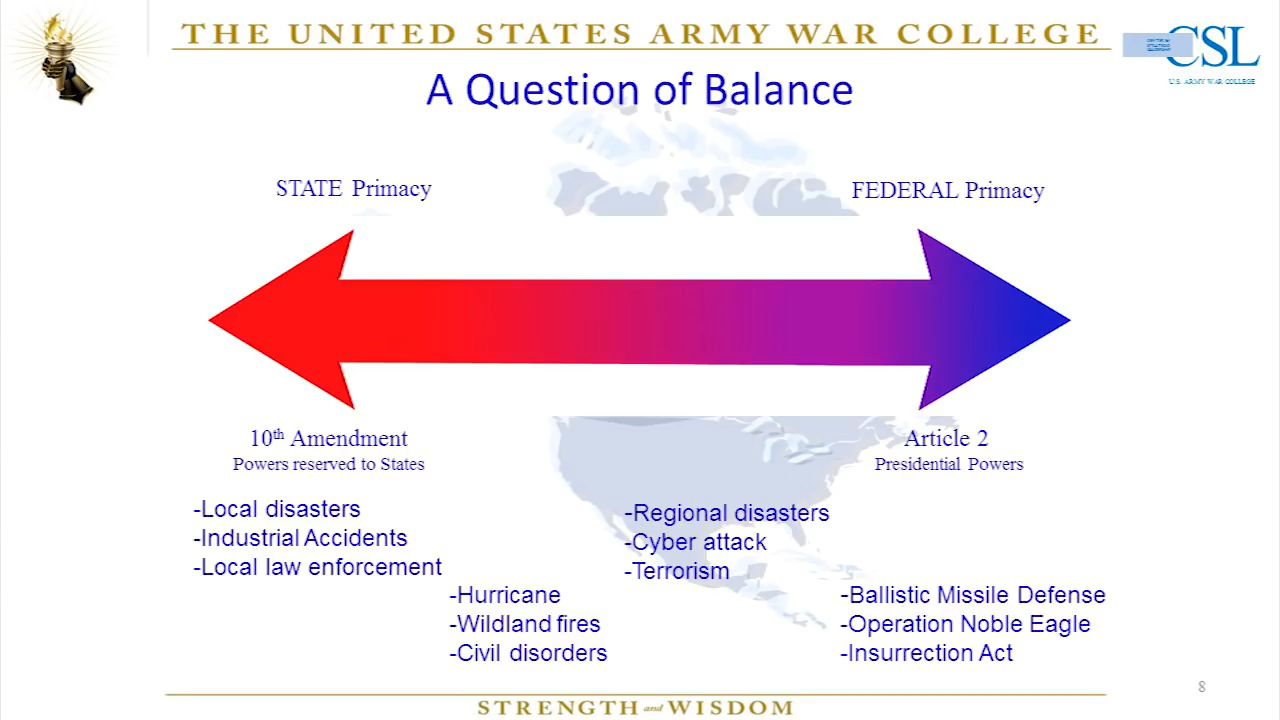 THE UNITED STATES ARMY WAR COLLEGE
CSL
U.S. ARMY WAR COLLEGE
A Question of Balance
STATE Primacy
FEDERAL Primacy
10th Amendment
Powers reserved to States
Article 2
Presidential Powers
-Local disasters
-Industrial Accidents
-Local law enforcement
-Hurricane
-Wildland fires
-Civil disorders
-Regional disasters
-Cyber attack
-Terrorism
-Ballistic Missile Defense
-Operation Noble Eagle
-Insurrection Act
8
STRENGTH and WISDOM